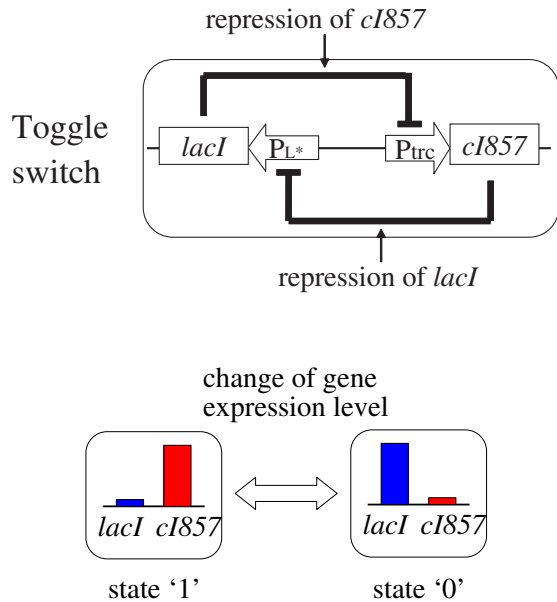 repression of cI857
Toggle
switch
lacI
PL*
Ptrc
cI857
repression of lacI
change of gene
expression level
lacI cI857
lacI cI857
state ‘1’
state ‘0’